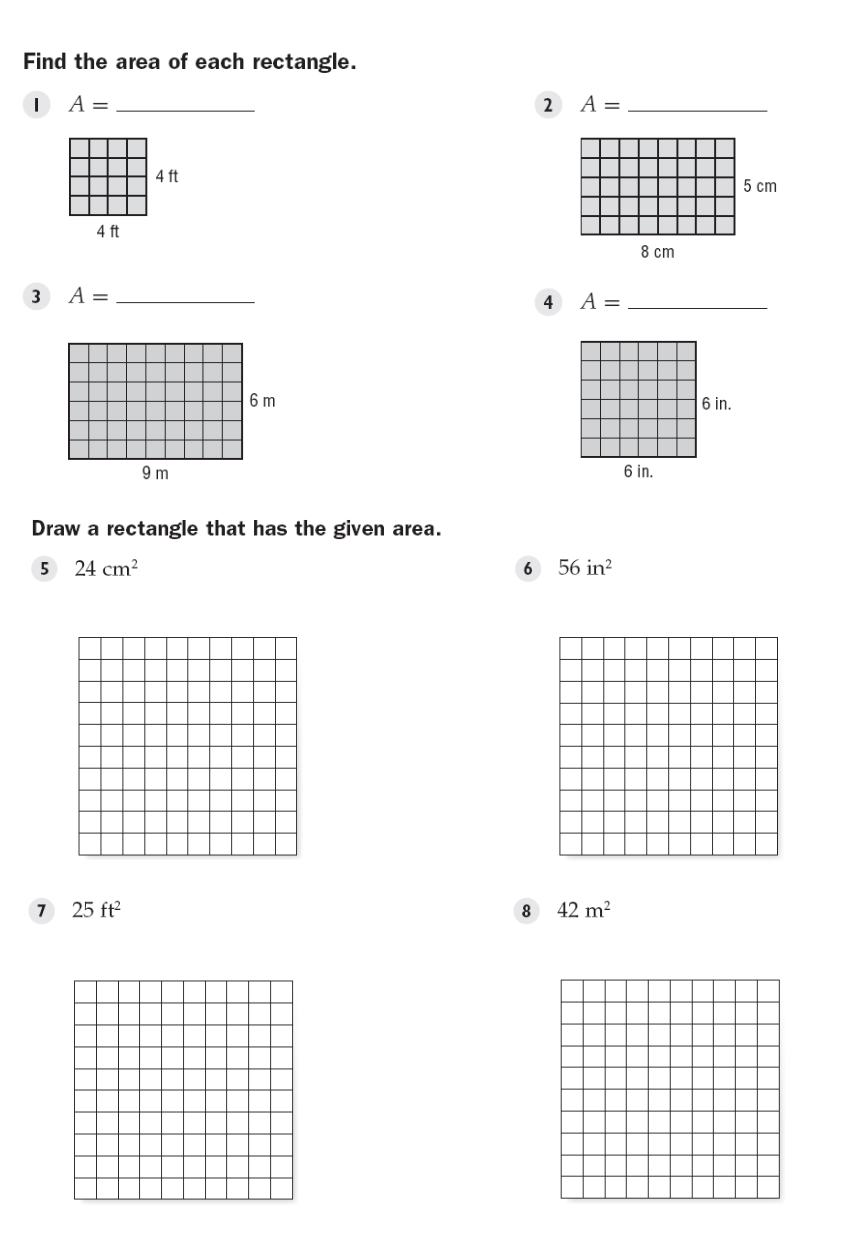 Find the area of each rectangle.
1 A = ____________
2 A = ____________
4 ft
4 ft
5 cm
8 cm
3 A = ____________
4 A = ____________
6 m
9 m
6 in.
6 in.
Draw a rectangle that has the given area.
5 24 cm²
6 56 in²
7 25 ft²
8 42 m²